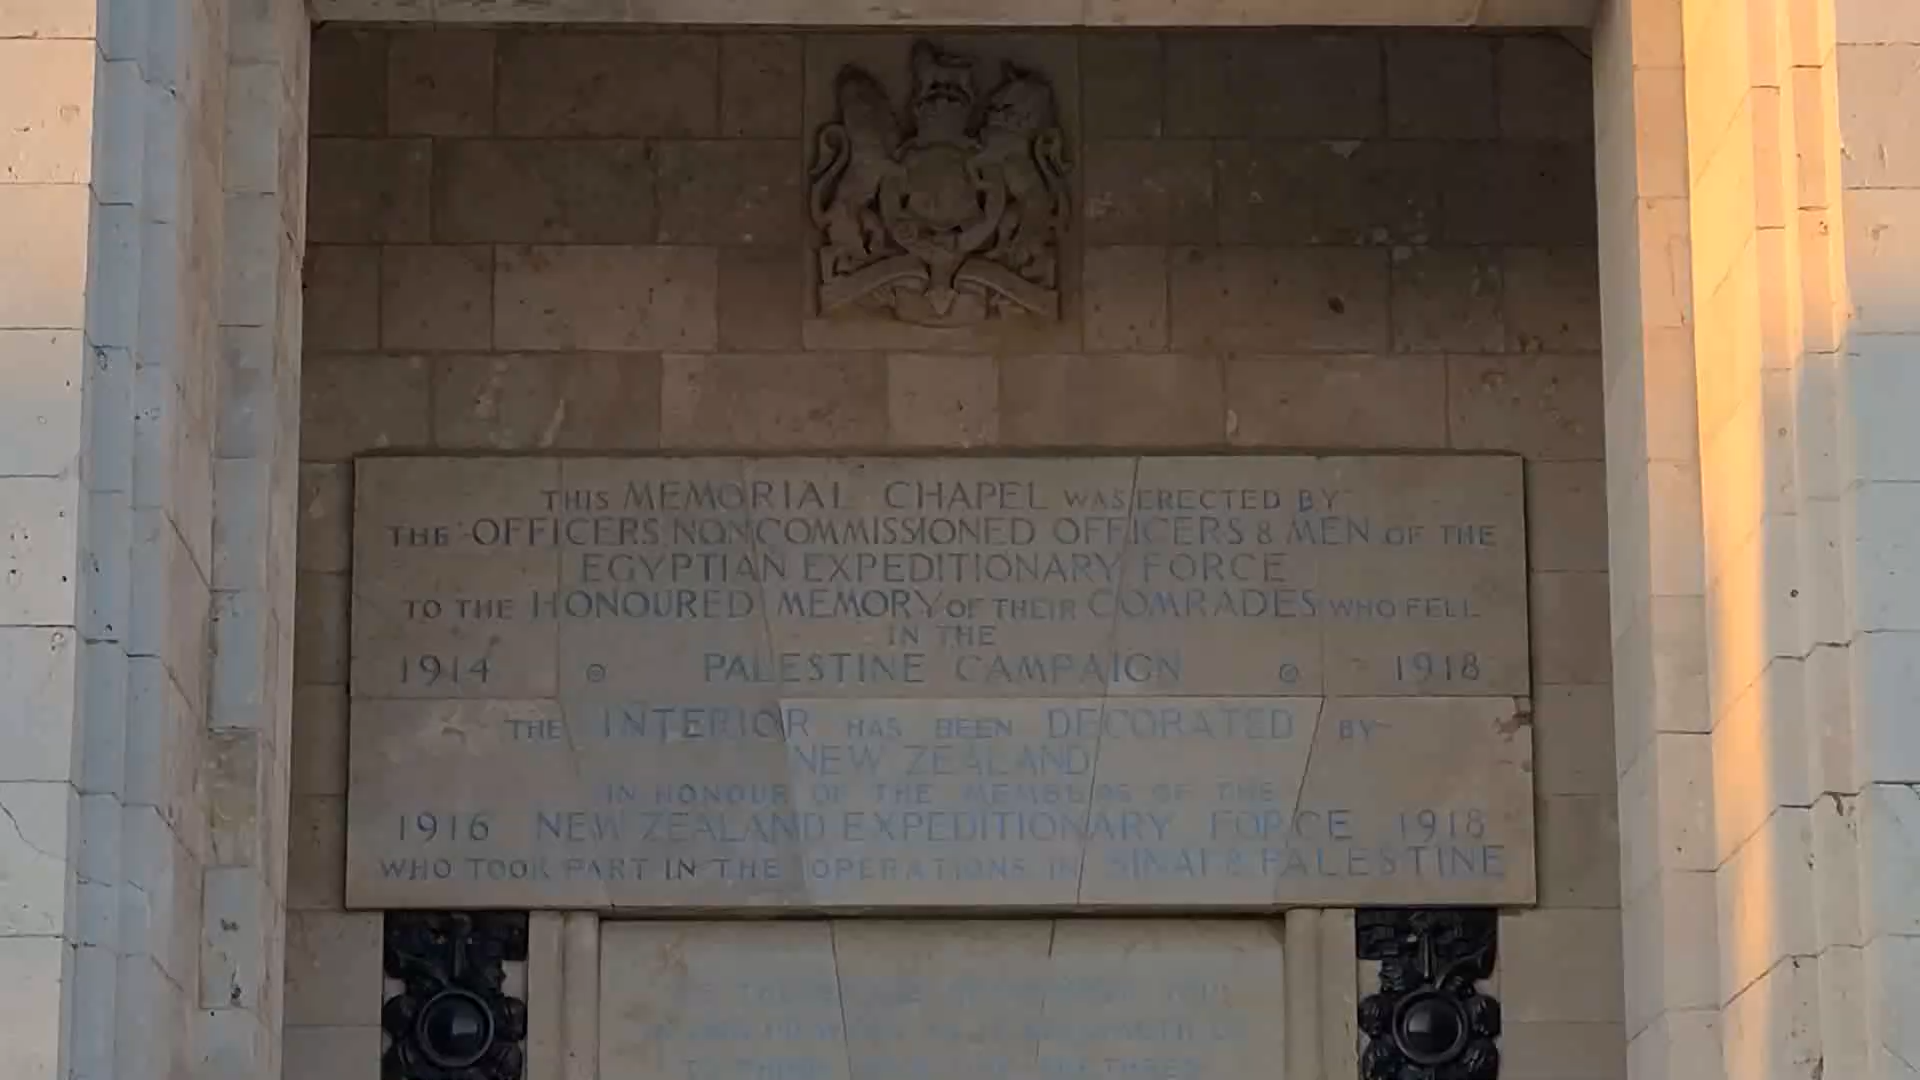 THIS MEMORIAL CHAPEL WAS ERECTED BY
THE OFFICERS NON COMMISSIONED OFFICERS & MEN OF THE
EGYPTIAN EXPEDITIONARY FORCE
TO THE HONOURED MEMORY OF THEIR COMRADES WHO FELL
IN THE
1914 PALESTINE CAMPAIGN 1918
THE INTERIOR HAS BEEN DECORATED BY
NEW ZEALAND
IN HONOUR OF THE MEMBERS OF THE
1916 NEW ZEALAND EXPEDITIONARY FORCE 1918
WHO TOOK PART IN THE OPERATIONS IN SINAI & PALESTINE